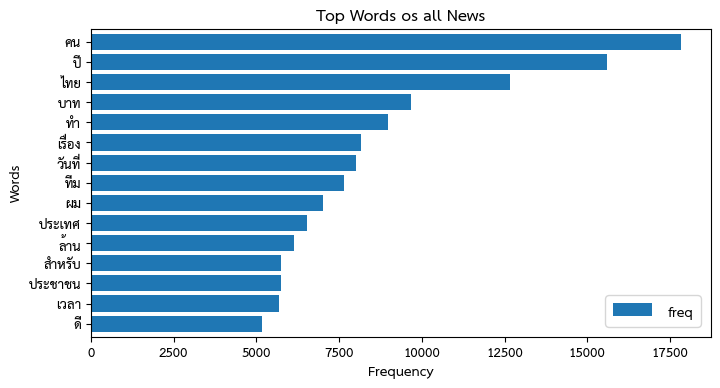 Top Words os all News
Words
คน
ปี
ไทย
บาท
ทำ
เรื่อง
วันที่
ทีม
ผม
ประเทศ
ล้าน
สำหรับ
ประชาชน
เวลา
ดี
freq
0 2500 5000 7500 10000 12500 15000 17500
Frequency